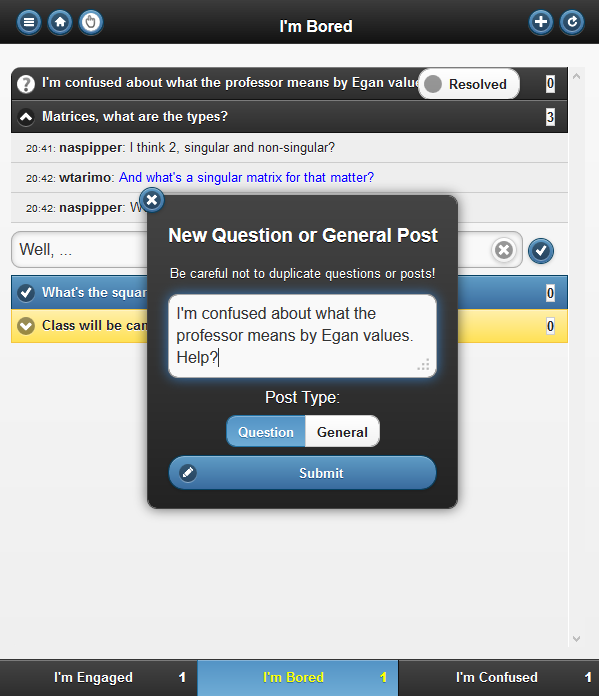 I'm Bored
I'm confused about what the professor means by Egan value
Resolved
0
Matrices, what are the types?
3
20:41: naspipper: I think 2, singular and non-singular?
20:42: wtarimo: And what's a singular matrix for that matter?
20:42: naspipper:
Well, ...
What's the squar
0
Class will be can
0
New Question or General Post
Be careful not to duplicate questions or posts!
I'm confused about what the
professor means by Egan values.
Help?
Post Type:
Question
General
Submit
I'm Engaged 1
I'm Bored 1
I'm Confused 1